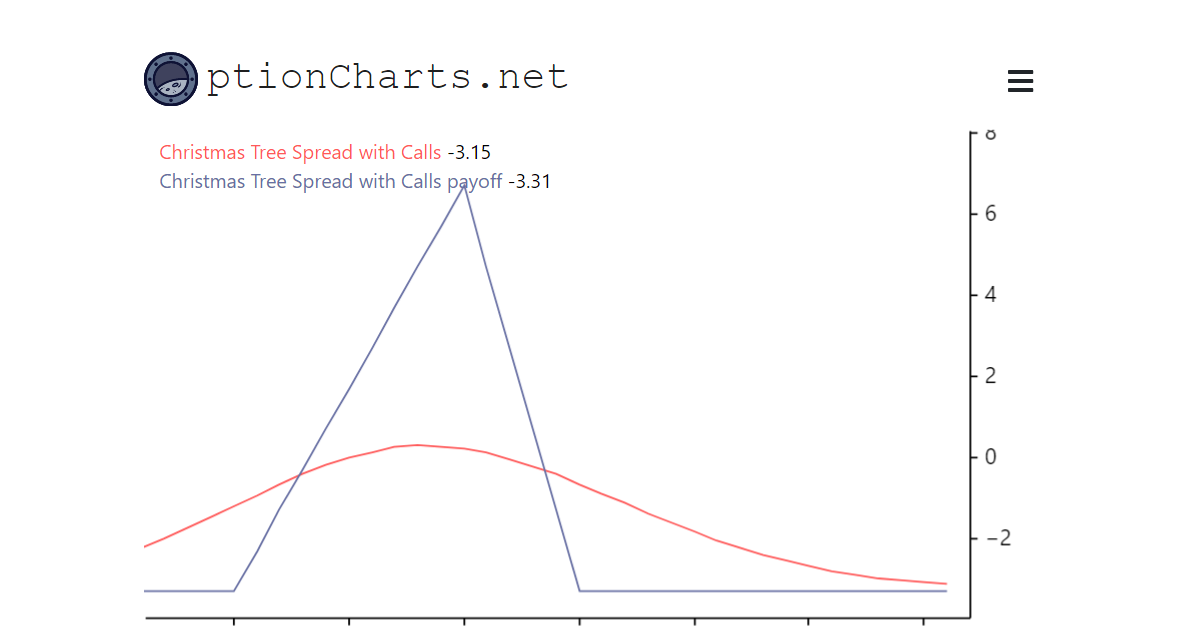 ptionCharts.net
Christmas Tree Spread with Calls -3.15
Christmas Tree Spread with Calls payoff -3.31
8
6
4
2
0
−2